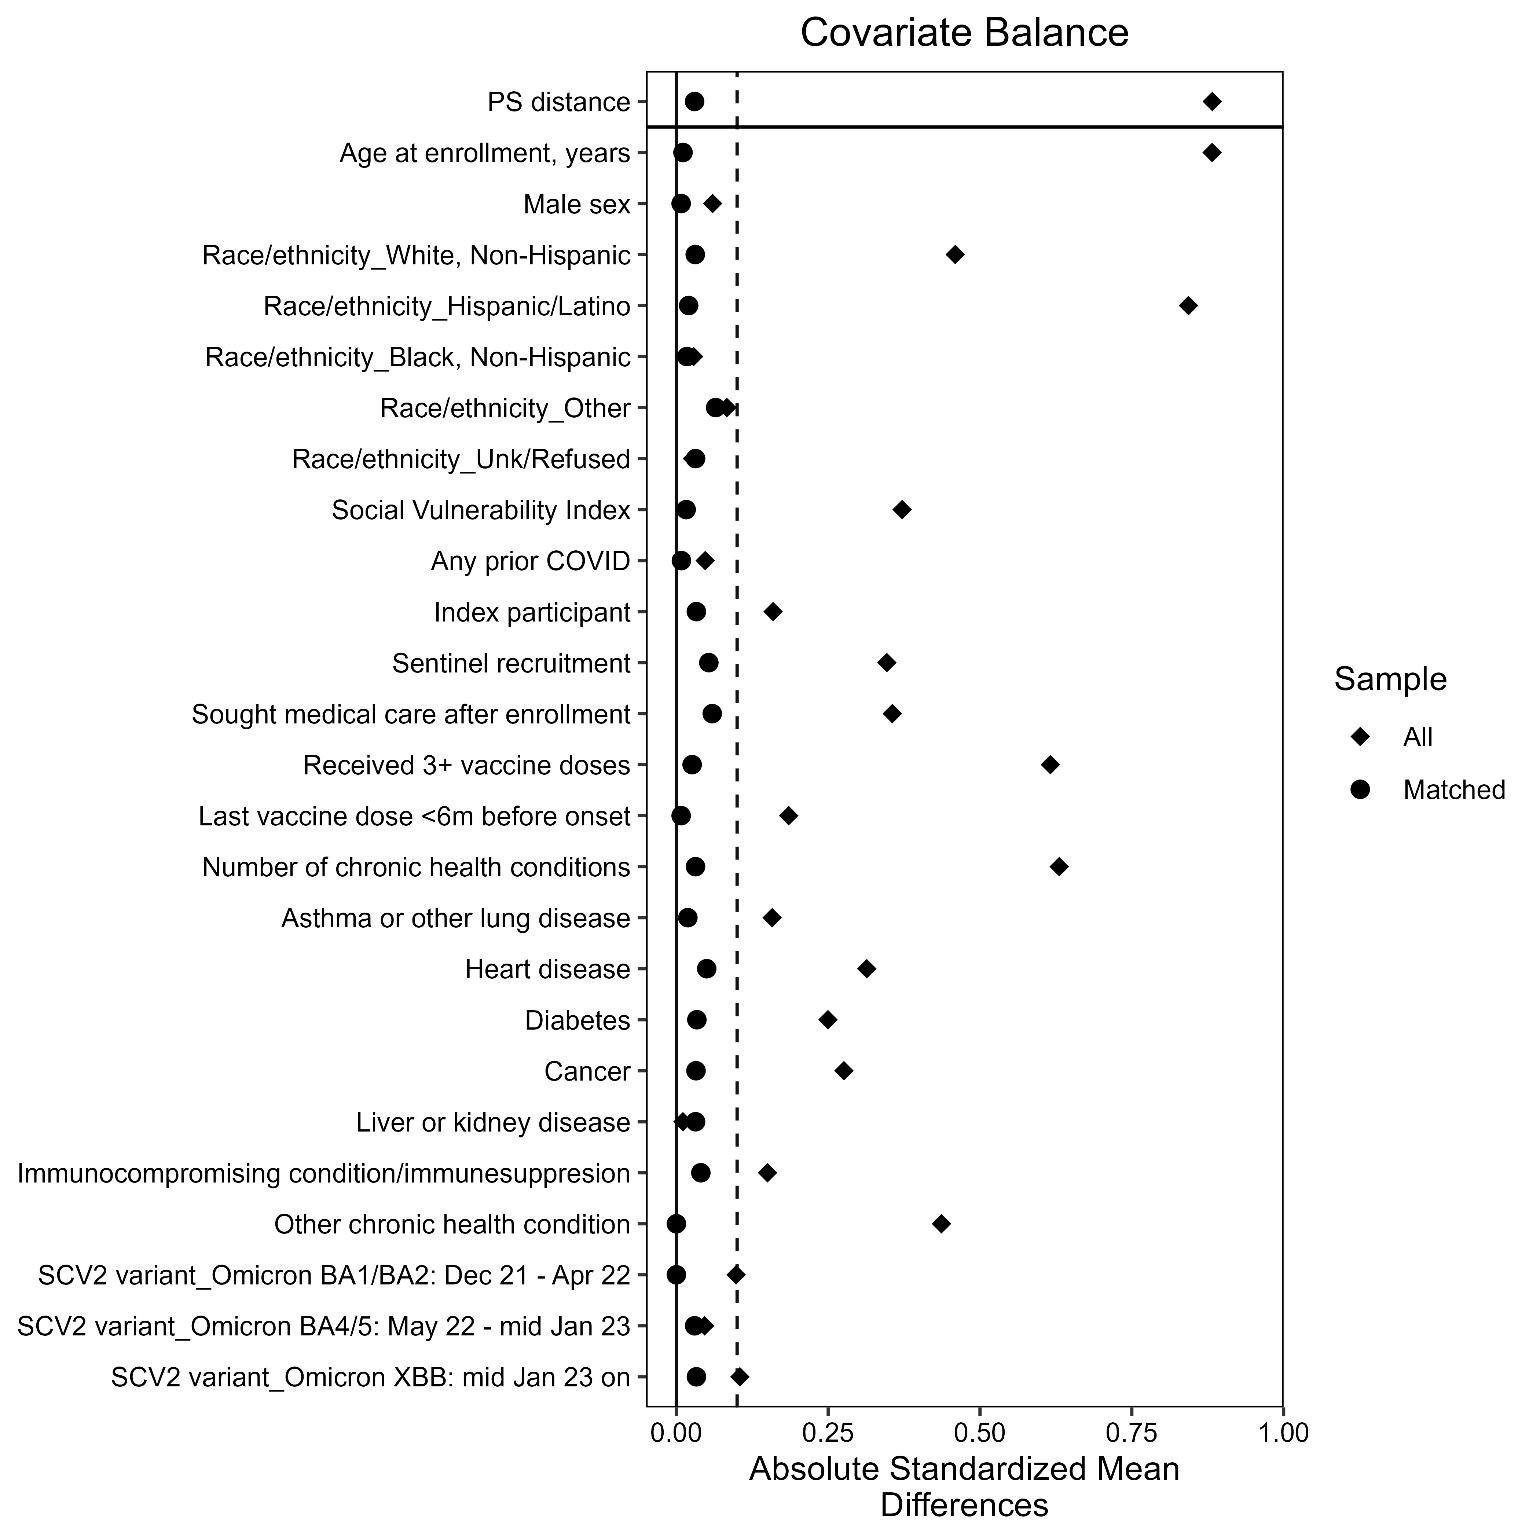 Covariate Balance
PS distance
Age at enrollment, years
Male sex
Race/ethnicity_White, Non-Hispanic
Race/ethnicity_Hispanic/Latino
Race/ethnicity_Black, Non-Hispanic
Race/ethnicity_Other
Race/ethnicity_Unk/Refused
Social Vulnerability Index
Any prior COVID
Index participant
Sentinel recruitment
Sought medical care after enrollment
Received 3+ vaccine doses
Last vaccine dose <6m before onset
Number of chronic health conditions
Asthma or other lung disease
Heart disease
Diabetes
Cancer
Liver or kidney disease
Immunocompromising condition/immunesuppresion
Other chronic health condition
SCV2 variant_Omicron BA1/BA2: Dec 21 - Apr 22
SCV2 variant_Omicron BA4/5: May 22 - mid Jan 23
SCV2 variant_Omicron XBB: mid Jan 23 on
0.00 0.25 0.50 0.75 1.00
Absolute Standardized Mean
Differences
Sample
All
Matched